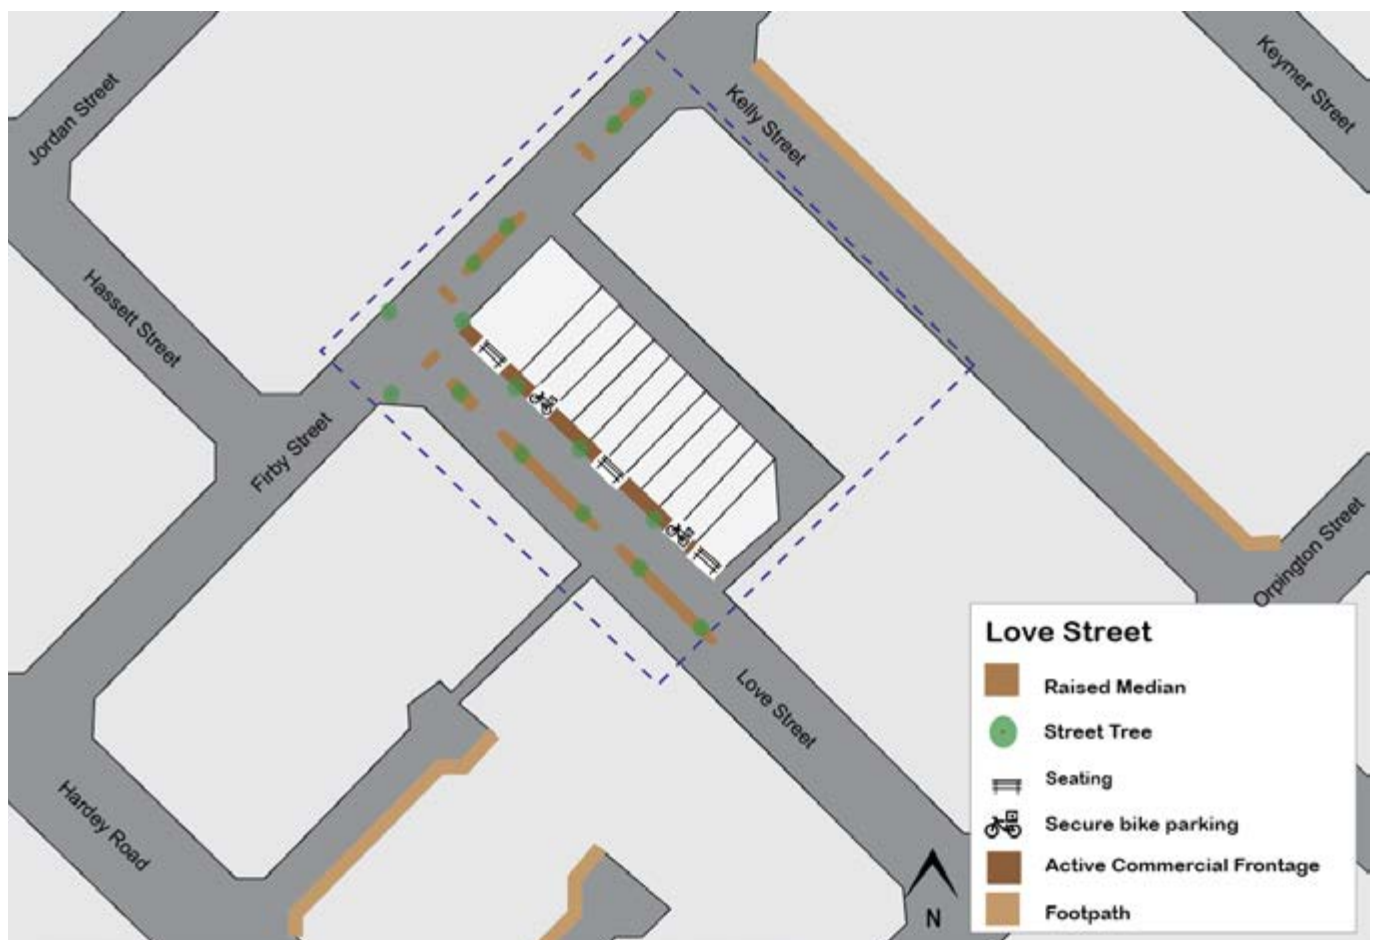 Jordan Street
Kelly Street
Keymer Street
Hassett Street
Firby Street
Orpington Street
Love Street
Hardey Road
Love Street
Raised Median
Street Tree
Seating
Secure bike parking
Active Commercial Frontage
Footpath
N